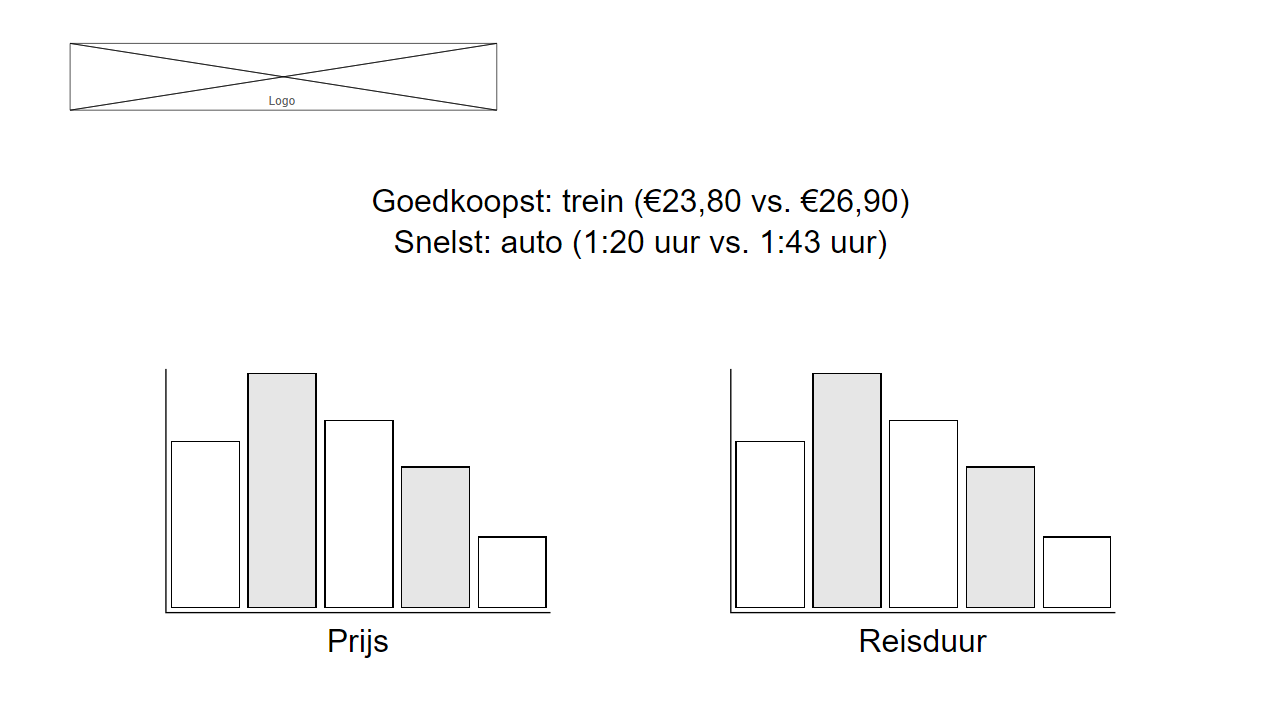 Logo
Goedkoopst: trein (€23,80 vs. €26,90)
Snelst: auto (1:20 uur vs. 1:43 uur)
Prijs
Reisduur